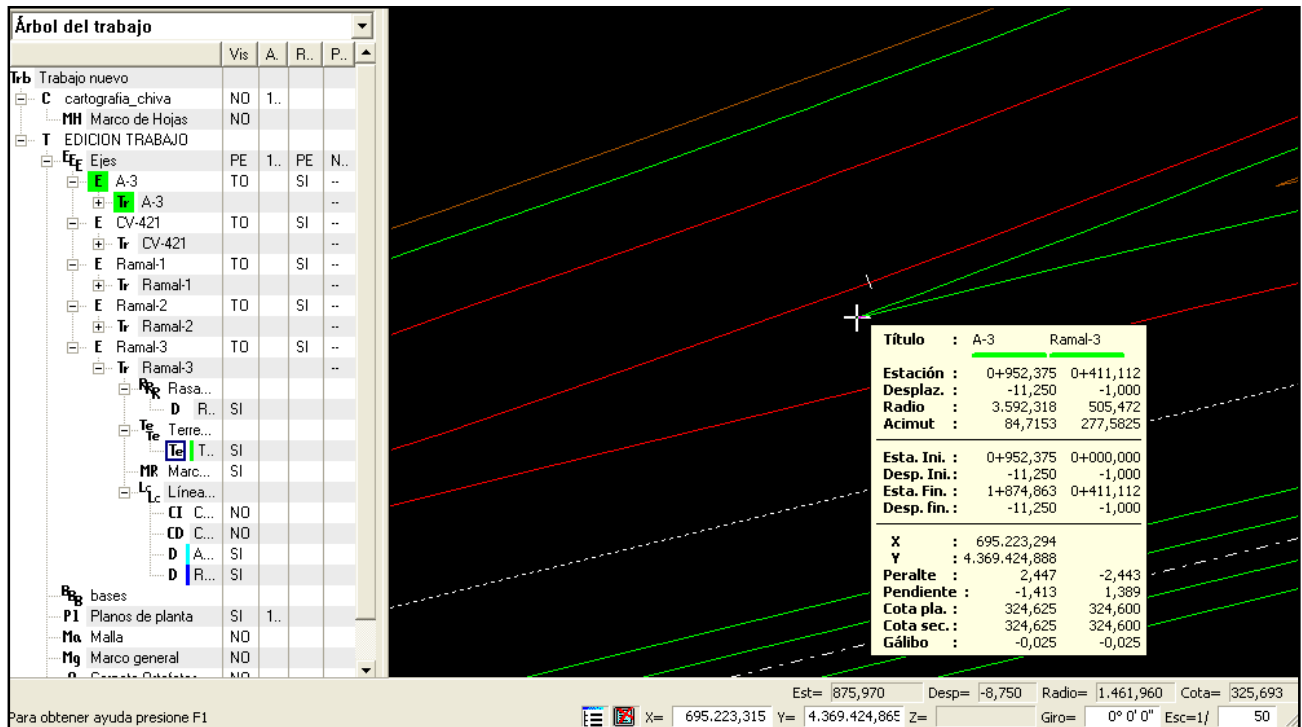 Árbol del trabajo
Vis A. R.. P..
Trb Trabajo nuevo
C cartografia_chiva NO 1..
MH Marco de Hojas NO
T EDICION TRABAJO
EEE Ejes PE 1.. PE N..
E A-3 TO SI --
Tr A-3 --
E CV-421 TO SI --
Tr CV-421 --
E Ramal-1 TO SI --
Tr Ramal-1 --
E Ramal-2 TO SI --
Tr Ramal-2 --
E Ramal-3 TO SI --
Tr Ramal-3 --
RRR Rasa...
D R.. SI
TeTe Terre...
Te T.. SI
MR Marc... SI
LcLc Línea...
CI C... NO
CD C... NO
D A... SI
D R... SI
BBB bases
Pl Planos de planta SI 1..
Ma Malla NO
Mg Marco general NO
Título : A-3 Ramal-3
Estación : 0+952,375 0+411,112
Desplaz. : -11,250 -1,000
Radio : 3.592,318 505,472
Acimut : 84,7153 277,5825
Esta. Ini. : 0+952,375 0+000,000
Desp. Ini.: -11,250 -1,000
Esta. Fin. : 1+874,863 0+411,112
Desp. fin. : -11,250 -1,000
X : 695.223,294
Y : 4.369.424,888
Peralte : 2,447 -2,443
Pendiente : -1,413 1,389
Cota pla. : 324,625 324,600
Cota sec. : 324,625 324,600
Gálibo : -0,025 -0,025
Est= 875,970 Desp= -8,750 Radio= 1.461,960 Cota= 325,693
Para obtener ayuda presione F1 X= 695.223,315 Y= 4.369.424,865 Z= Giro= 0° 0' 0" Esc=1/ 50